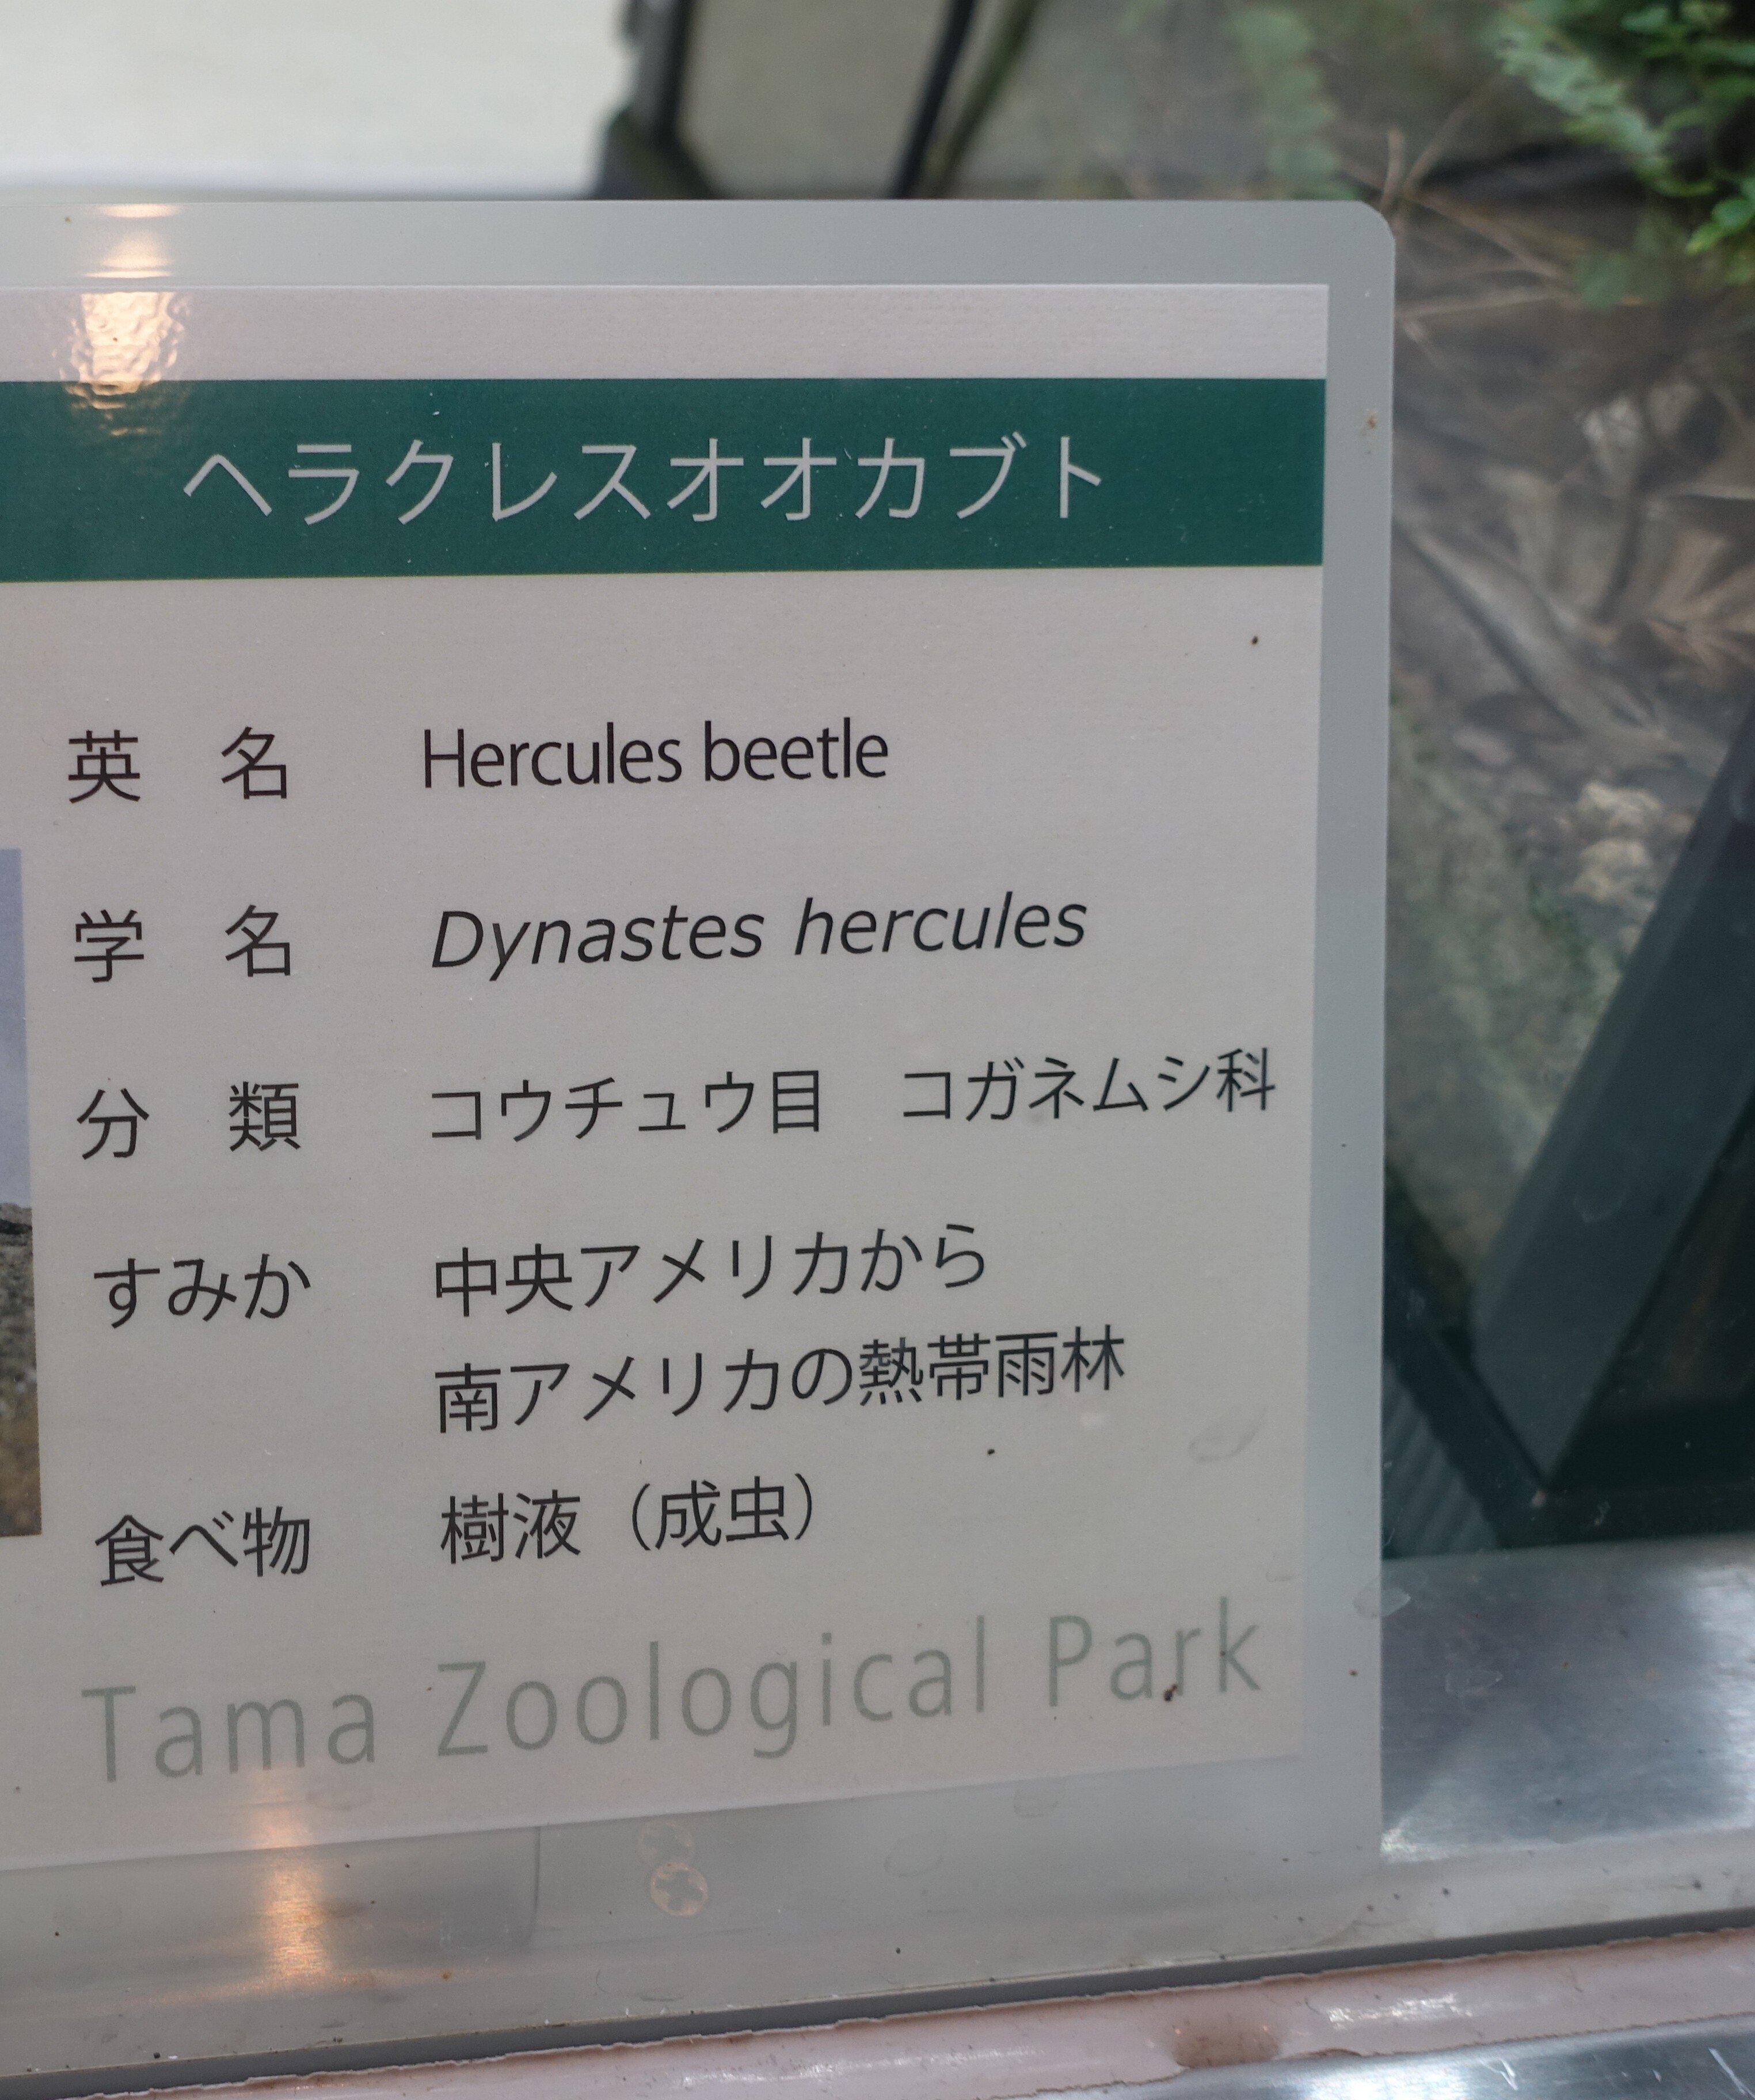 ヘラクレスオオカブト
英　名　Hercules beetle
学　名　Dynastes hercules
分　類　コウチュウ目　コガネムシ科
すみか　中央アメリカから
南アメリカの熱帯雨林
食べ物　樹液（成虫）
Tama Zoological Park